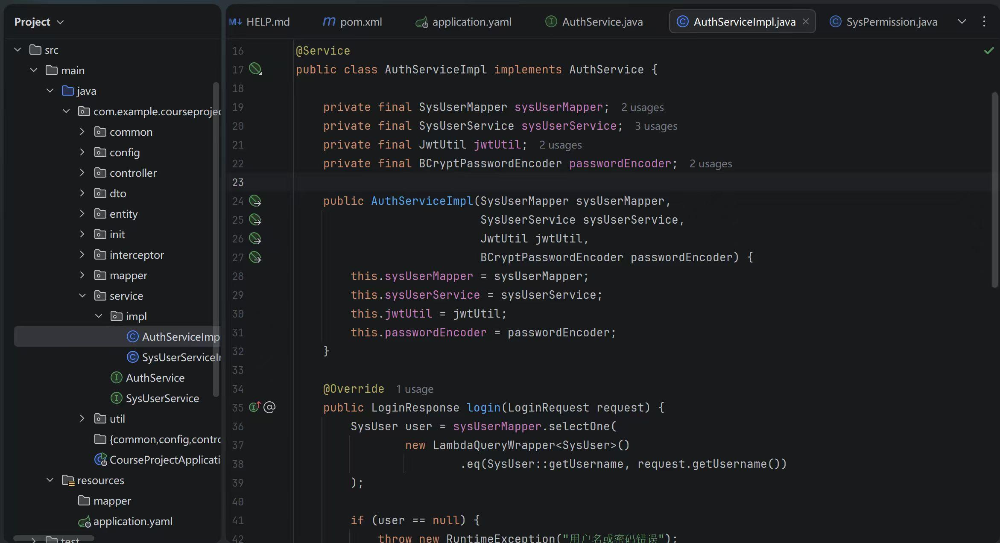 Project
src
main
java
com.example.courseprojec
common
config
controller
dto
entity
init
interceptor
mapper
service
impl
AuthServiceImp
SysUserServiceI
AuthService
SysUserService
util
{common,config,contro
CourseProjectApplicati
resources
mapper
application.yaml
test
M↓ HELP.md
m pom.xml
application.yaml
I AuthService.java
C AuthServiceImpl.java
C SysPermission.java
16 @Service
17 public class AuthServiceImpl implements AuthService {
18
19 private final SysUserMapper sysUserMapper; 2 usages
20 private final SysUserService sysUserService; 3 usages
21 private final JwtUtil jwtUtil; 2 usages
22 private final BCryptPasswordEncoder passwordEncoder; 2 usages
23
24 public AuthServiceImpl(SysUserMapper sysUserMapper,
25 SysUserService sysUserService,
26 JwtUtil jwtUtil,
27 BCryptPasswordEncoder passwordEncoder) {
28 this.sysUserMapper = sysUserMapper;
29 this.sysUserService = sysUserService;
30 this.jwtUtil = jwtUtil;
31 this.passwordEncoder = passwordEncoder;
32 }
33
34 @Override 1 usage
35 public LoginResponse login(LoginRequest request) {
36 SysUser user = sysUserMapper.selectOne(
37 new LambdaQueryWrapper<SysUser>()
38 .eq(SysUser::getUsername, request.getUsername())
39 );
40
41 if (user == null) {
42 throw new RuntimeException("用户名或密码错误");